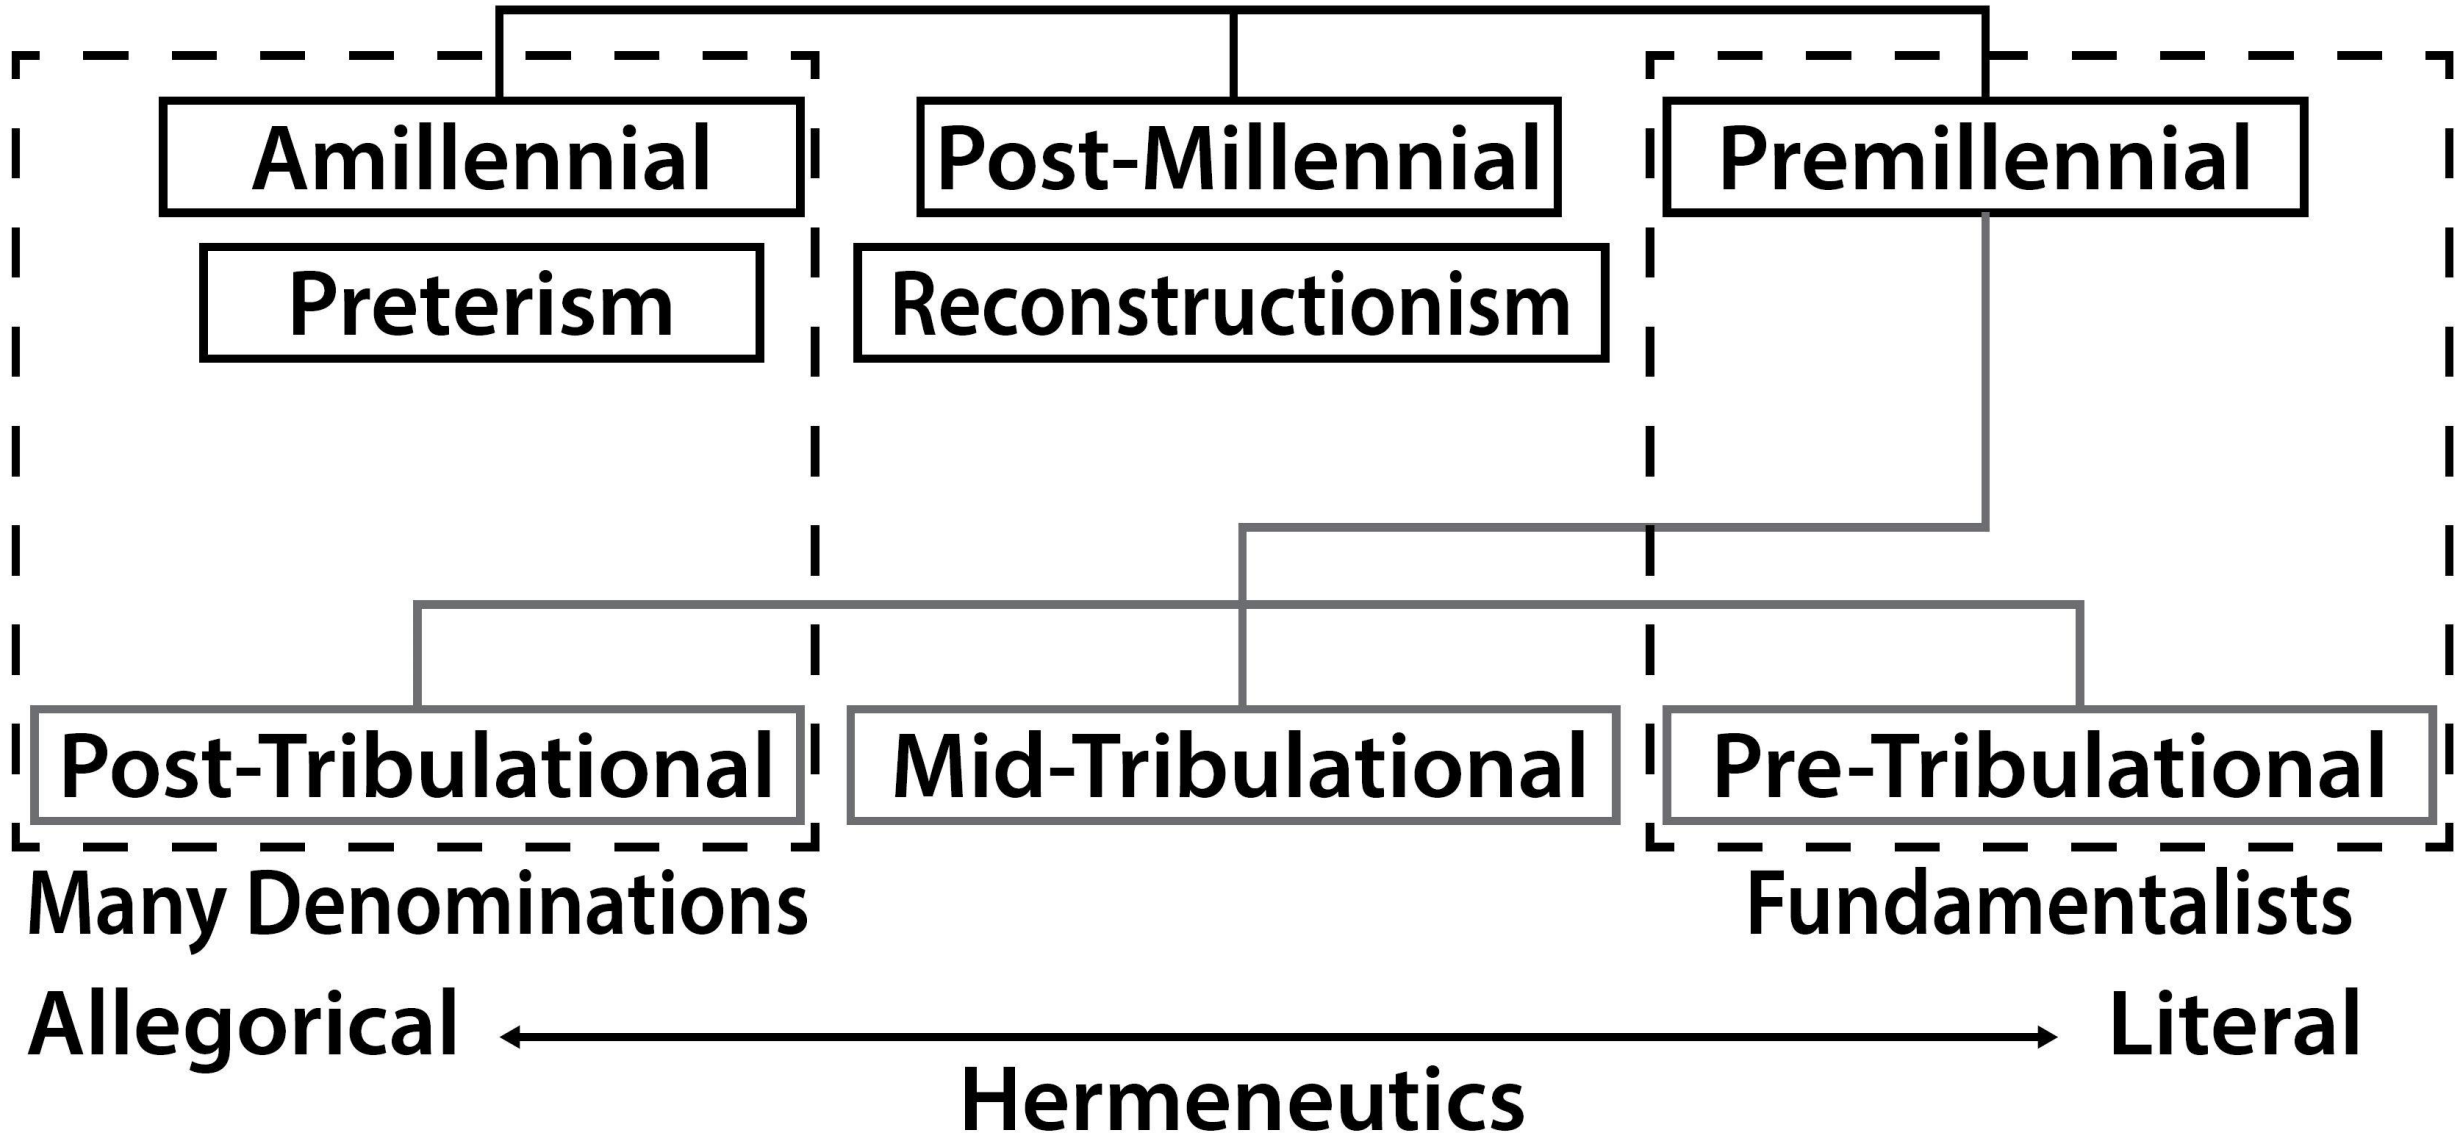 Amillennial
Post-Millennial
Premillennial
Preterism
Reconstructionism
Post-Tribulational
Mid-Tribulational
Pre-Tribulational
Many Denominations
Fundamentalists
Allegorical
Literal
Hermeneutics